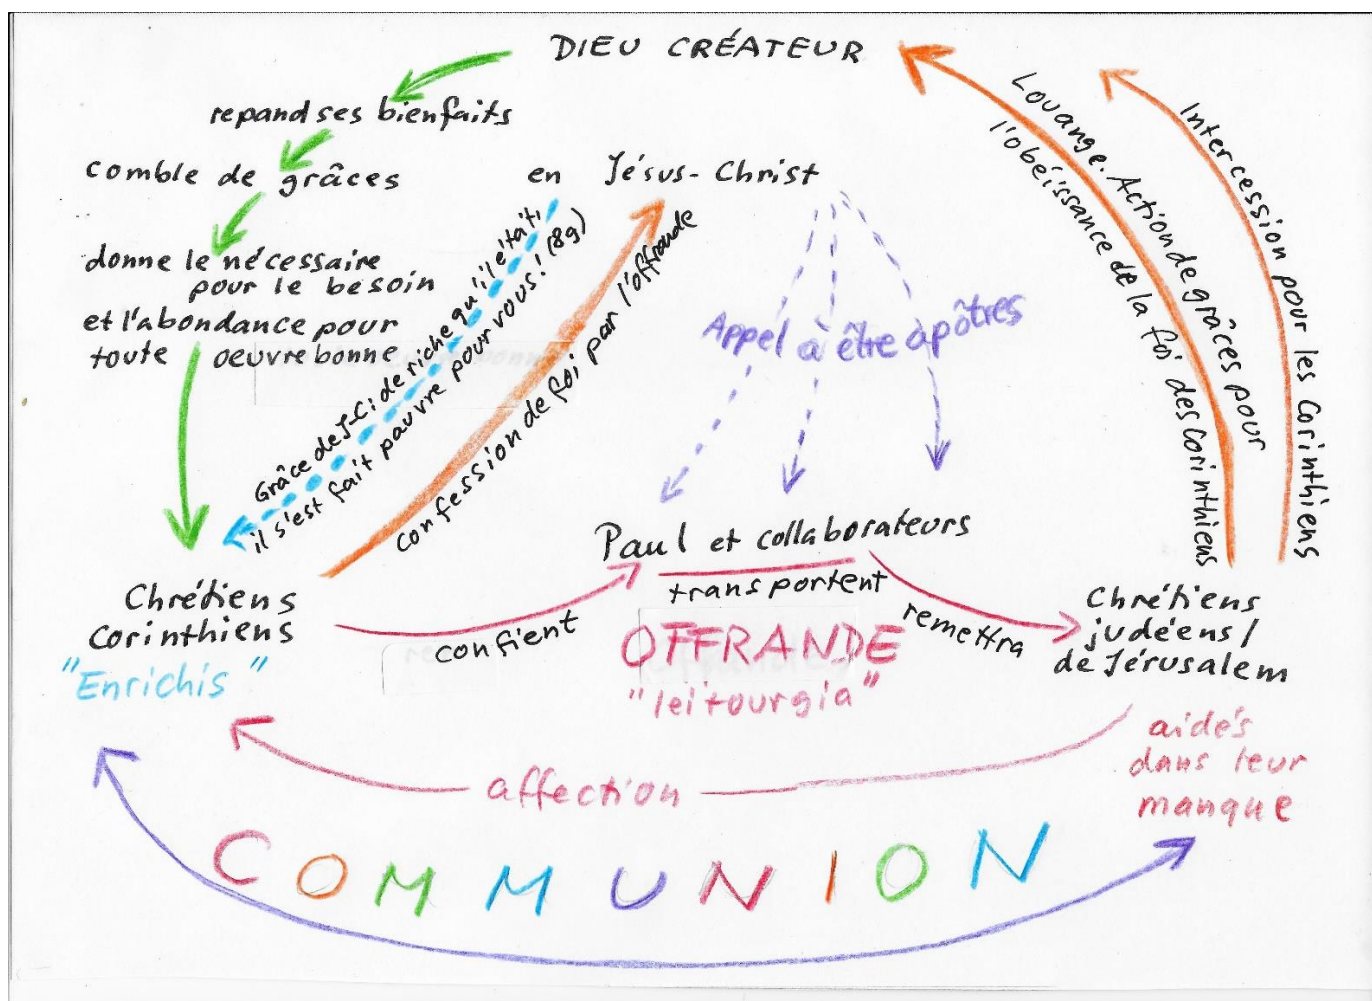 DIEU CRÉATEUR
repand ses bienfaits
comble de grâces
en Jésus-Christ
donne le nécessaire
pour le besoin
et l'abondance pour
toute oeuvre bonne
Grâce de J-C: de riche qu'il était,
il s'est fait pauvre pour vous! (89)
confession de foi par l'offrande
Appel à être apôtres
Louange. Action de grâces pour
l'obéissance de la foi des Corinthiens
Intercession pour les Corinthiens
Paul et collaborateurs
transportent
Chrétiens
Corinthiens
"Enrichis"
confient
OFFRANDE
"leitourgia"
remettra
Chrétiens
judéens/
de Jérusalem
aidés
dans leur
manque
affection
COMMUNION